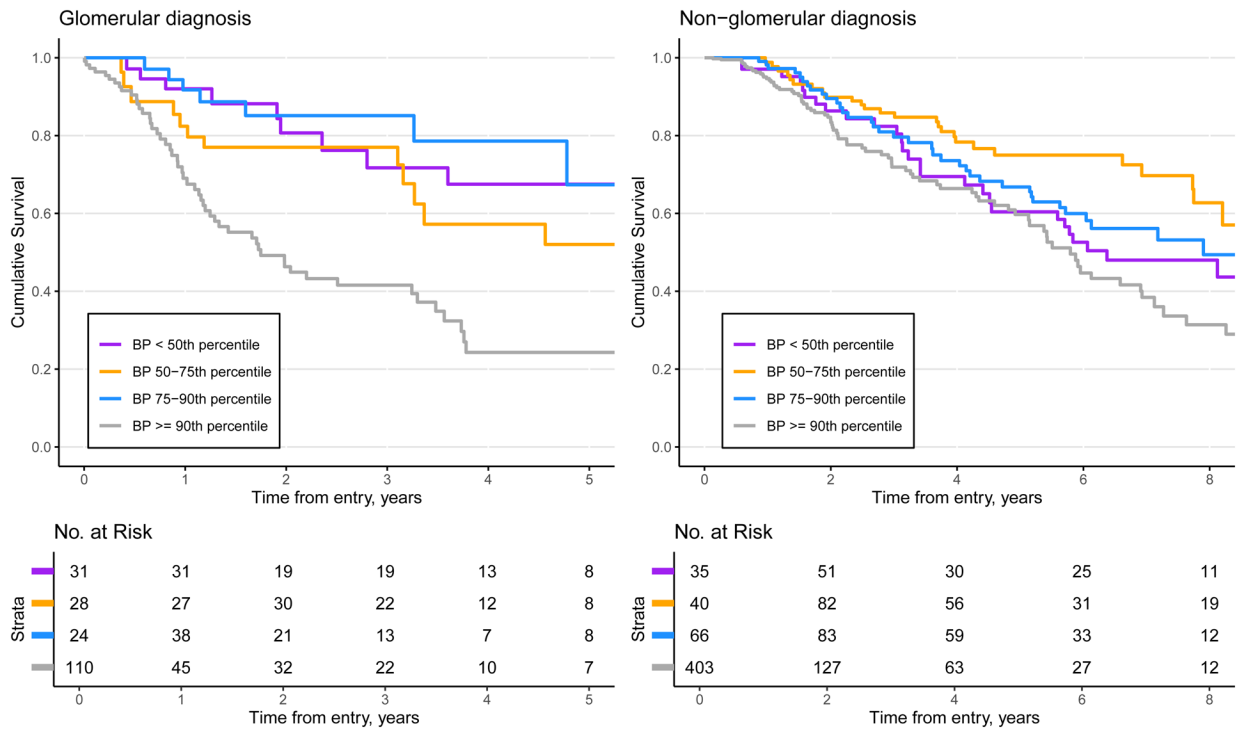 Glomerular diagnosis
Cumulative Survival
1.0
0.8
0.6
0.4
0.2
0.0
BP < 50th percentile
BP 50−75th percentile
BP 75−90th percentile
BP >= 90th percentile
0 1 2 3 4 5
Time from entry, years
Non−glomerular diagnosis
Cumulative Survival
1.0
0.8
0.6
0.4
0.2
0.0
BP < 50th percentile
BP 50−75th percentile
BP 75−90th percentile
BP >= 90th percentile
0 2 4 6 8
Time from entry, years
No. at Risk
Strata
31 31 19 19 13 8
28 27 30 22 12 8
24 38 21 13 7 8
110 45 32 22 10 7
0 1 2 3 4 5
Time from entry, years
No. at Risk
Strata
35 51 30 25 11
40 82 56 31 19
66 83 59 33 12
403 127 63 27 12
0 2 4 6 8
Time from entry, years